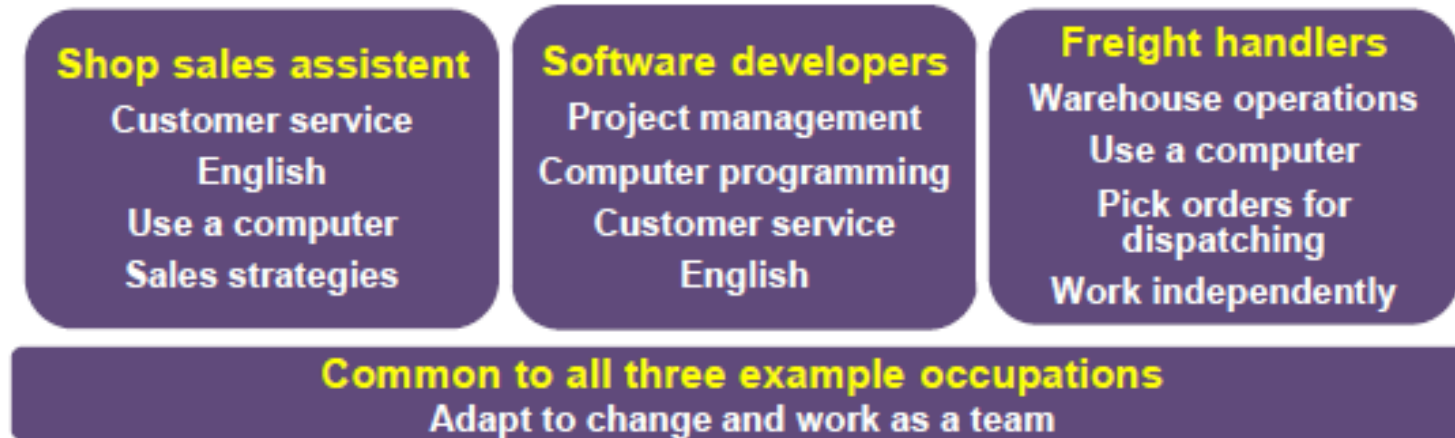 Shop sales assistent
Customer service
English
Use a computer
Sales strategies
Software developers
Project management
Computer programming
Customer service
English
Freight handlers
Warehouse operations
Use a computer
Pick orders for
dispatching
Work independently
Common to all three example occupations
Adapt to change and work as a team